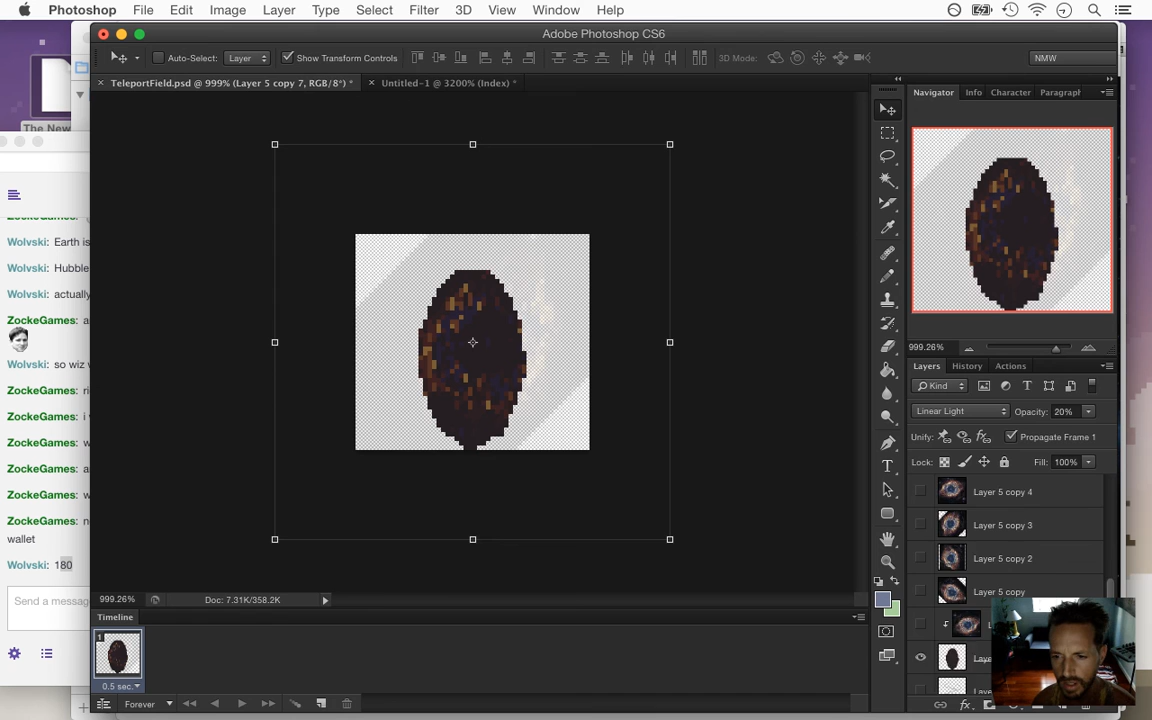 Photoshop File Edit Image Layer Type Select Filter 3D View Window Help
Adobe Photoshop CS6
Auto-Select: Layer Show Transform Controls 3D Mode: NMW
TeleportField.psd @ 999% (Layer 5 copy 7, RGB/8*) * Untitled-1 @ 3200% (Index) *
Navigator Info Character Paragraph
The New
ZockeGames:
Wolvski: Earth is
Wolvski: Hubble
Wolvski: actually
ZockeGames: a
Wolvski: so wiz v
ZockeGames: ri
ZockeGames: i
ZockeGames: w
ZockeGames: a
ZockeGames: w
ZockeGames: n
wallet
Wolvski: 180
Send a messag
999.26%
Layers History Actions
Kind
Linear Light Opacity: 20%
Unify: Propagate Frame 1
Lock: Fill: 100%
Layer 5 copy 4
Layer 5 copy 3
Layer 5 copy 2
Layer 5 copy
999.26% Doc: 7.31K/358.2K
Timeline
1
0.5 sec.
Forever